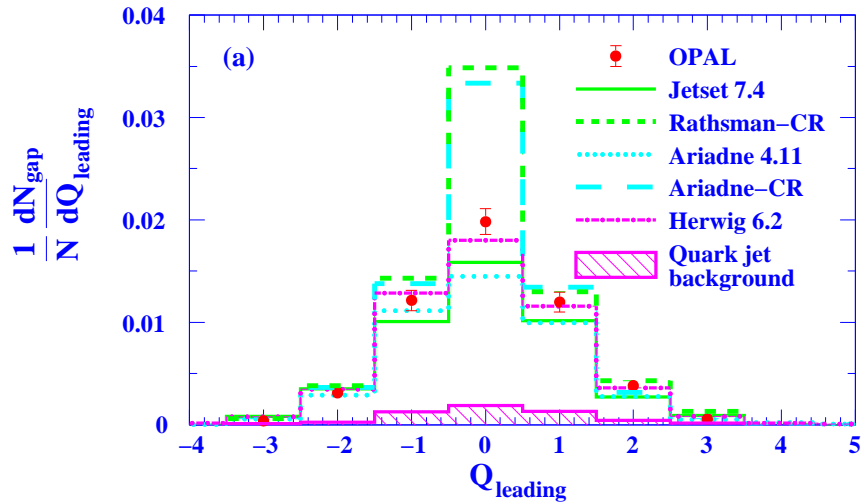 0.04
0.03
0.02
0.01
0
(a)
OPAL
Jetset 7.4
Rathsman−CR
Ariadne 4.11
Ariadne−CR
Herwig 6.2
Quark jet
background
1 dN_gap
N dQ_leading
−4 −3 −2 −1 0 1 2 3 4 5
Q_leading